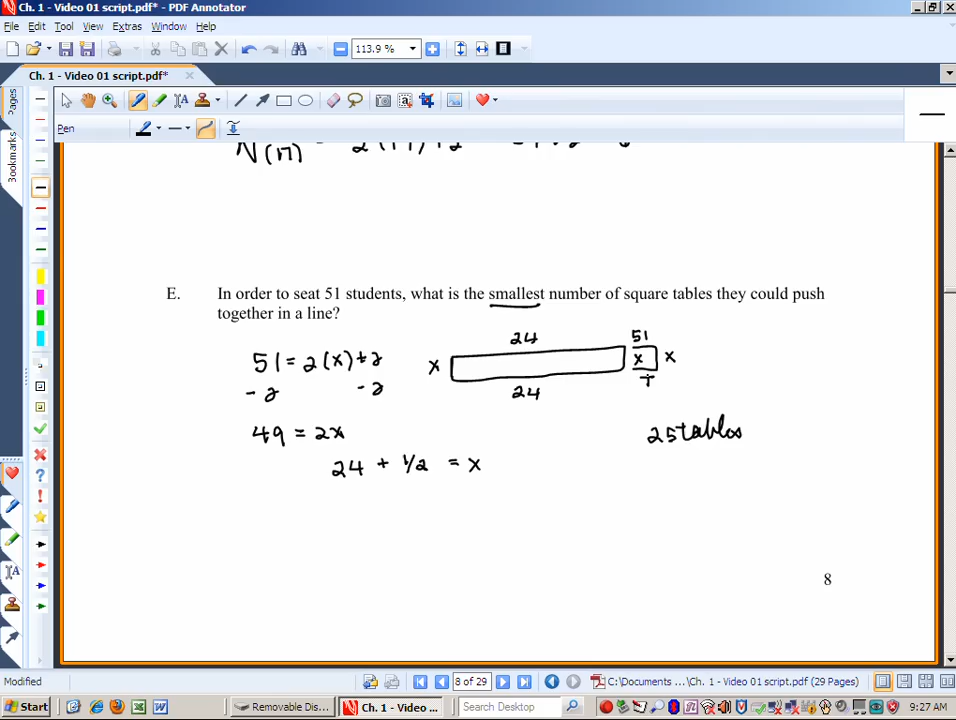 Ch. 1 - Video 01 script.pdf* - PDF Annotator
File Edit Tool View Extras Window Help
113.9 %
Ch. 1 - Video 01 script.pdf*
Pages
Bookmarks
Pen
N(17)
E. In order to seat 51 students, what is the smallest number of square tables they could push
together in a line?
24 51
51 = 2(x)+2 x x x
- 2 - 2 24
49 = 2x 25 tables
24 + 1/2 = x
8
Modified 8 of 29 C:\Documents ...\Ch. 1 - Video 01 script.pdf (29 Pages)
Start Removable Dis... Ch. 1 - Video ... Search Desktop 9:27 AM